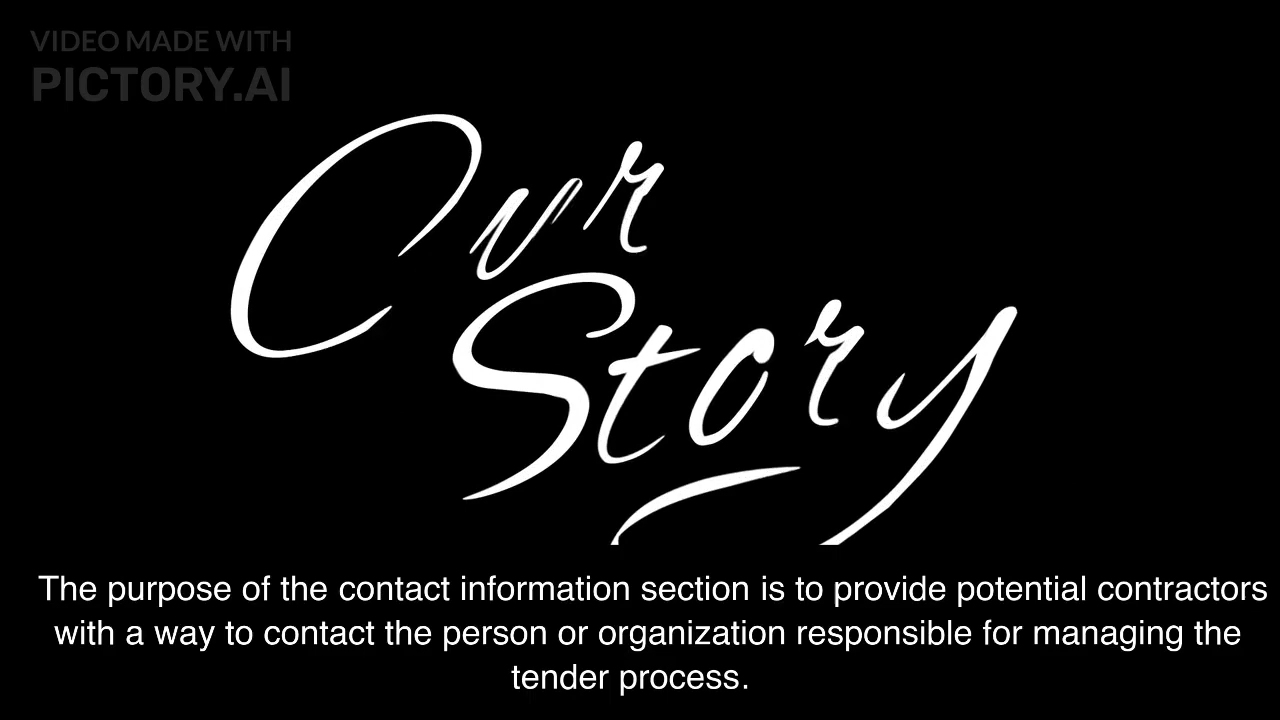 VIDEO MADE WITH
PICTORY.AI
Our
Story
The purpose of the contact information section is to provide potential contractors
with a way to contact the person or organization responsible for managing the
tender process.